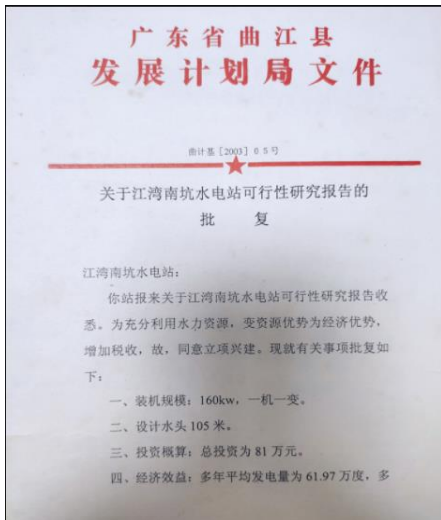 广东省曲江县
发展计划局文件
曲计基［2003］05号
关于江湾南坑水电站可行性研究报告的
批 复
江湾南坑水电站：
你站报来关于江湾南坑水电站可行性研究报告收
悉。为充分利用水力资源，变资源优势为经济优势，
增加税收，故，同意立项兴建。现就有关事项批复如
下：
一、装机规模：160kw，一机一变。
二、设计水头105米。
三、投资概算：总投资为81万元。
四、经济效益：多年平均发电量为61.97万度，多